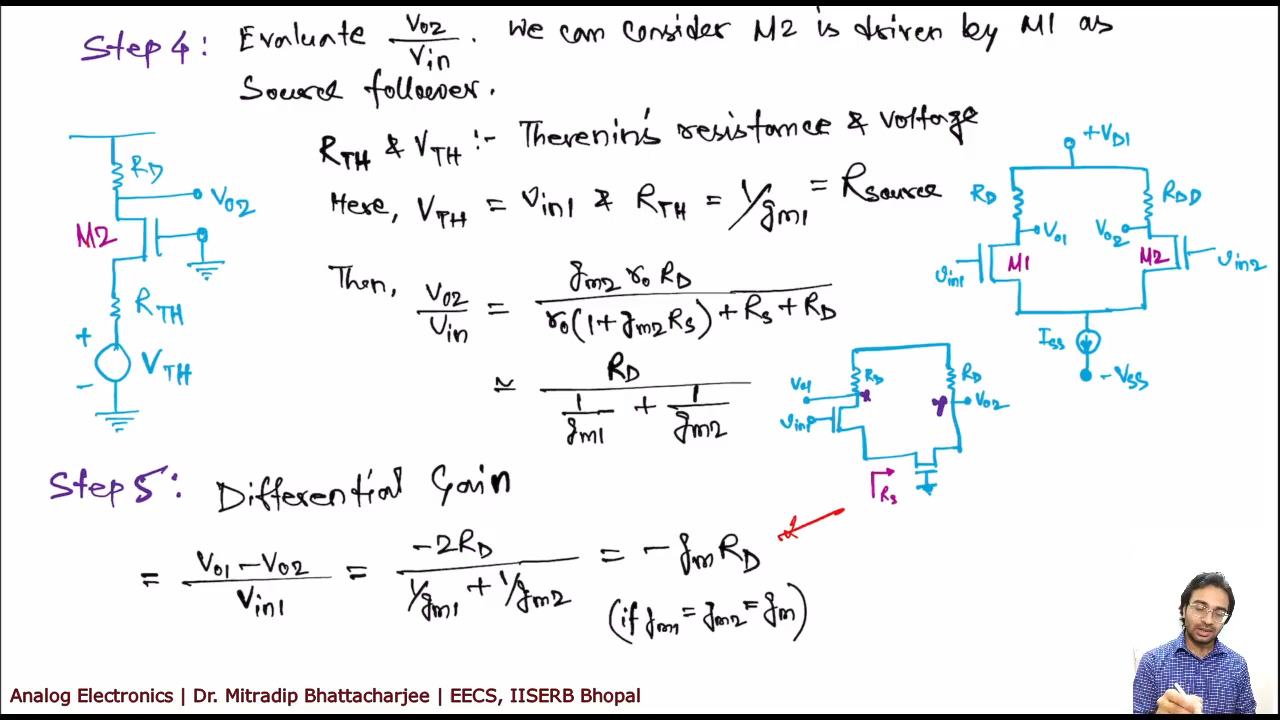 Step 4: Evaluate Vo2/Vin. We can consider M2 is driven by M1 as
Source follower.
RTH & VTH :- Thevenin's resistance & voltage
Here, VTH = Vin1 & RTH = 1/gm1 = Rsource
Then, Vo2/Vin = gm2 ro RD / ro(1+gm2Rs) + Rs + RD
≈ RD / 1/gm1 + 1/gm2
RD
Vo2
M2
RTH
+
-
VTH
+VD1
RD
RDD
Vo1
Vo2
M1
M2
Vin1
Vin2
Iss
-Vss
RD
RD
Vo1
Vin1
x
Y
Vo2
Rs
Step 5: Differential Gain
= Vo1 - Vo2 / Vin1 = -2RD / 1/gm1 + 1/gm2 = - gm RD
(if gm1 = gm2 = gm)
Analog Electronics | Dr. Mitradip Bhattacharjee | EECS, IISERB Bhopal